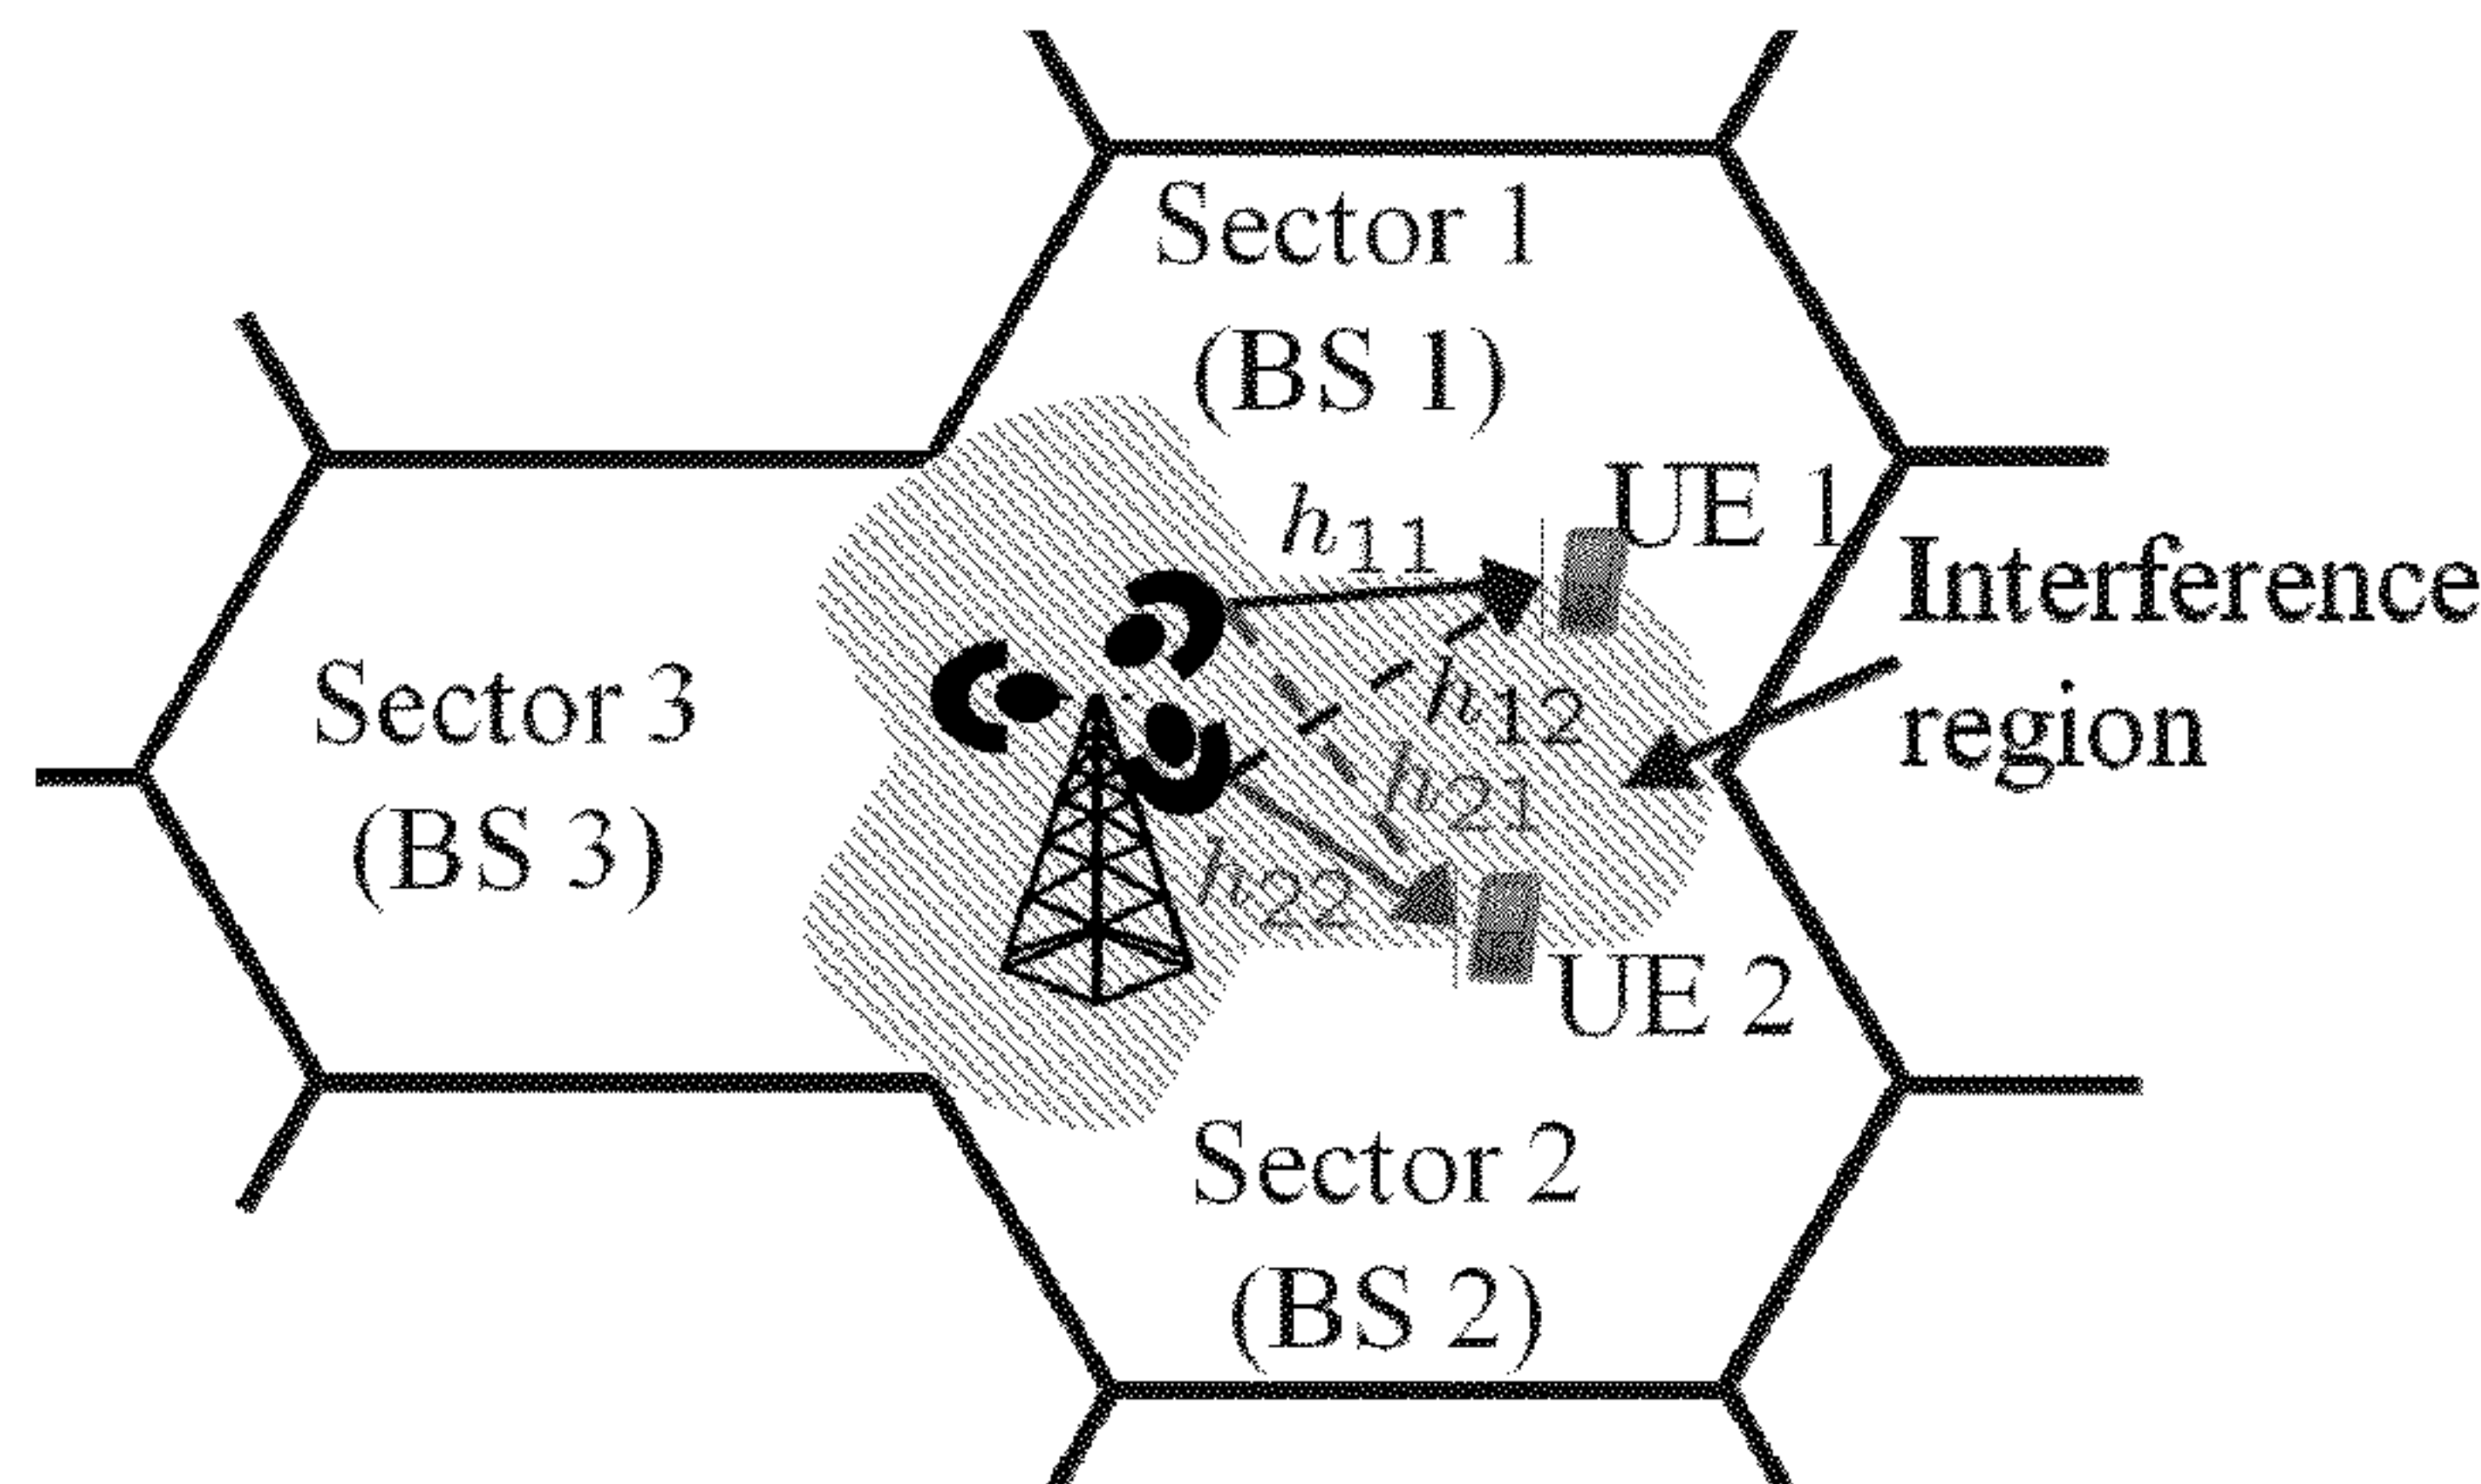 Sector 1
(BS 1)
h₁₁
UE 1
Interference
region
Sector 3
(BS 3)
h₁₂
h₂₁
h₂₂
UE 2
Sector 2
(BS 2)